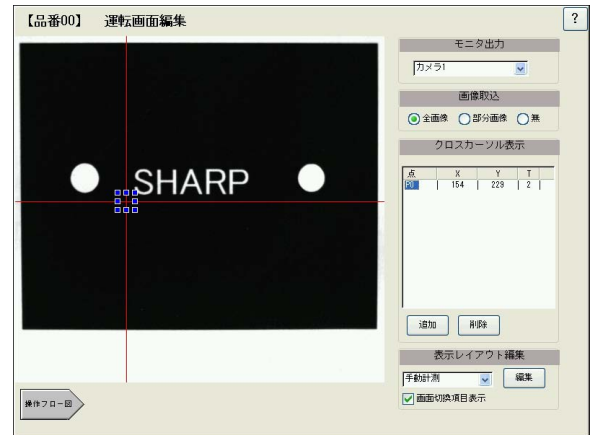 【品番00】 運転画面編集
?
モニタ出力
カメラ1
画像取込
全画像 部分画像 無
クロスカーソル表示
点 X Y T
P0 154 229 2
追加 削除
表示レイアウト編集
手動計測 編集
画面切換項目表示
SHARP
操作フロー図